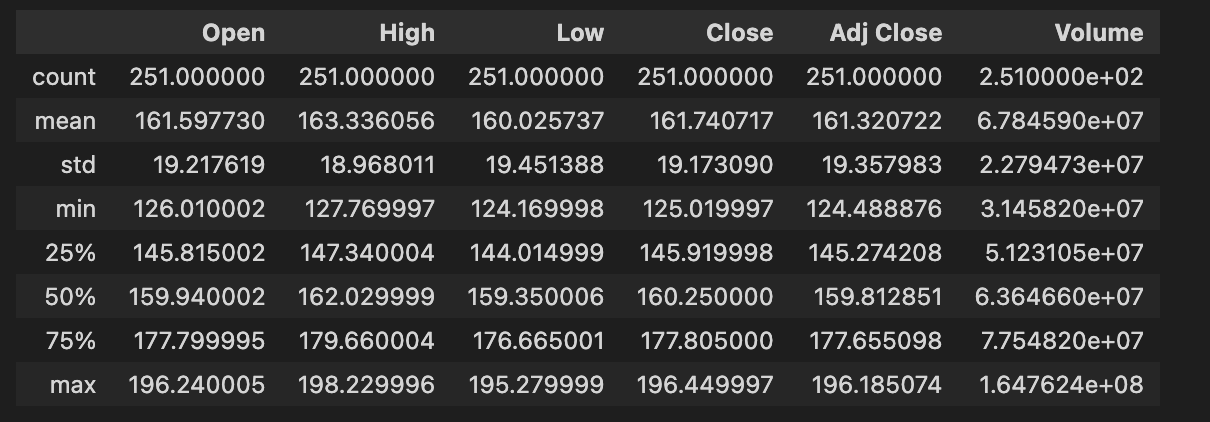 Open High Low Close Adj Close Volume
count 251.000000 251.000000 251.000000 251.000000 251.000000 2.510000e+02
mean 161.597730 163.336056 160.025737 161.740717 161.320722 6.784590e+07
std 19.217619 18.968011 19.451388 19.173090 19.357983 2.279473e+07
min 126.010002 127.769997 124.169998 125.019997 124.488876 3.145820e+07
25% 145.815002 147.340004 144.014999 145.919998 145.274208 5.123105e+07
50% 159.940002 162.029999 159.350006 160.250000 159.812851 6.364660e+07
75% 177.799995 179.660004 176.665001 177.805000 177.655098 7.754820e+07
max 196.240005 198.229996 195.279999 196.449997 196.185074 1.647624e+08